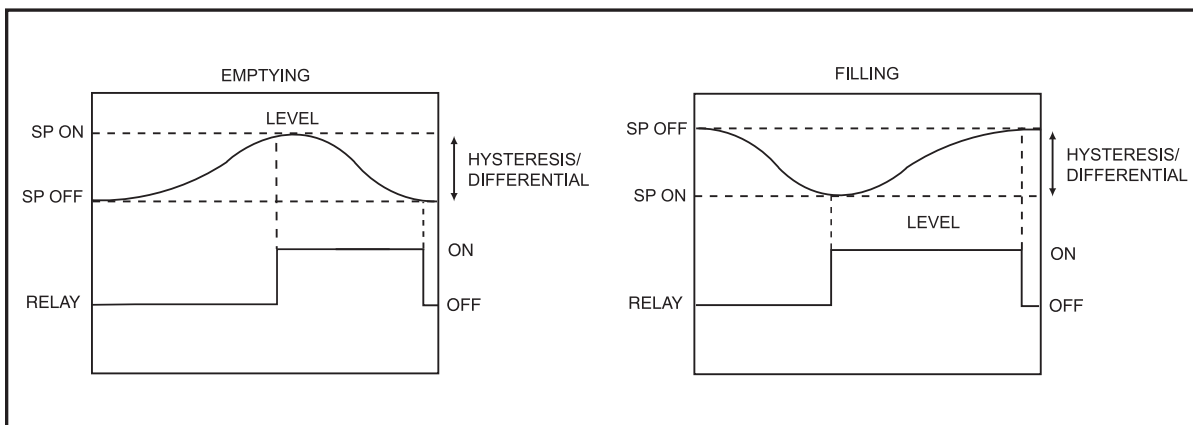 EMPTYING
LEVEL
SP ON
HYSTERESIS/
DIFFERENTIAL
SP OFF
ON
RELAY
OFF
FILLING
SP OFF
HYSTERESIS/
DIFFERENTIAL
SP ON
LEVEL
ON
RELAY
OFF